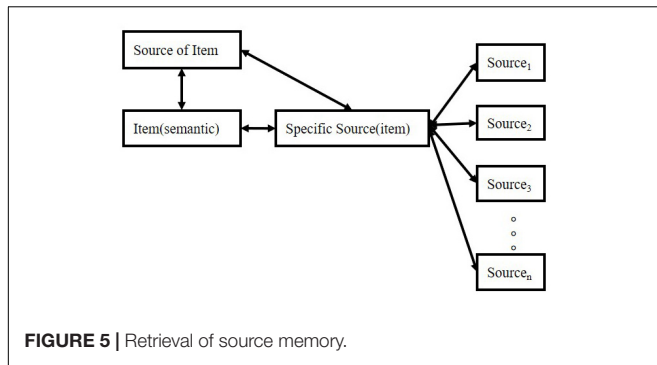 Source of Item
Item(semantic)
Specific Source(item)
Source₁
Source₂
Source₃
Sourceₙ
FIGURE 5 | Retrieval of source memory.